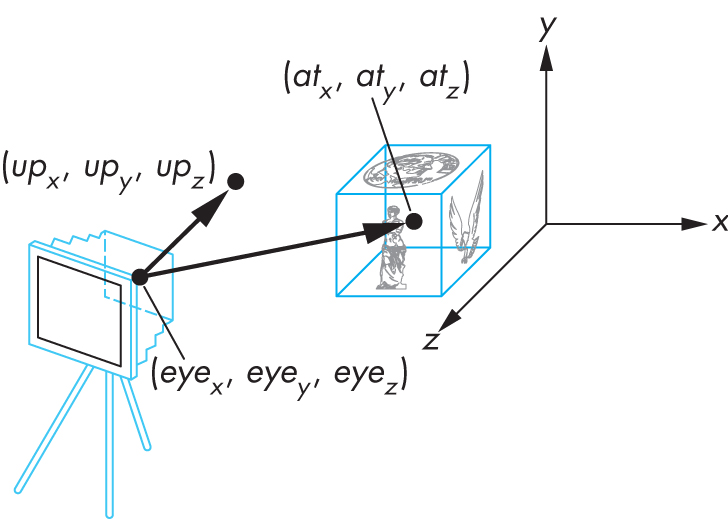 y
(at_x, at_y, at_z)
(up_x, up_y, up_z)
x
z
(eye_x, eye_y, eye_z)